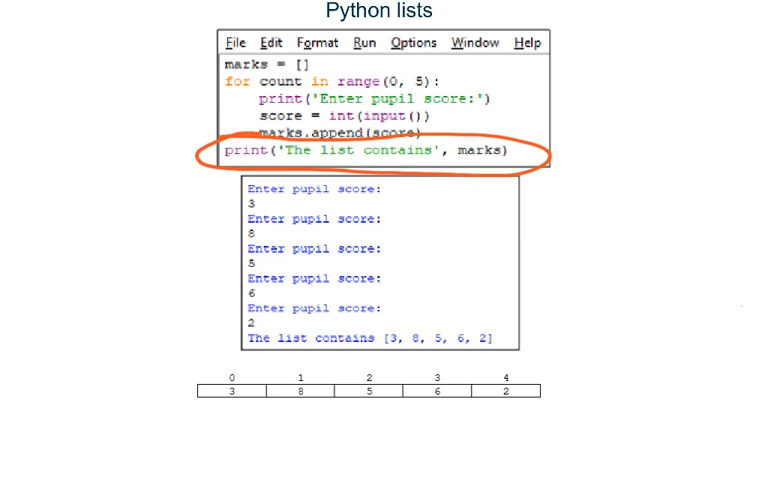 Python lists
File Edit Format Run Options Window Help
marks = []
for count in range(0, 5):
    print('Enter pupil score:')
    score = int(input())
    marks.append(score)
print('The list contains', marks)
Enter pupil score:
3
Enter pupil score:
8
Enter pupil score:
5
Enter pupil score:
6
Enter pupil score:
2
The list contains [3, 8, 5, 6, 2]
0 1 2 3 4
3 8 5 6 2